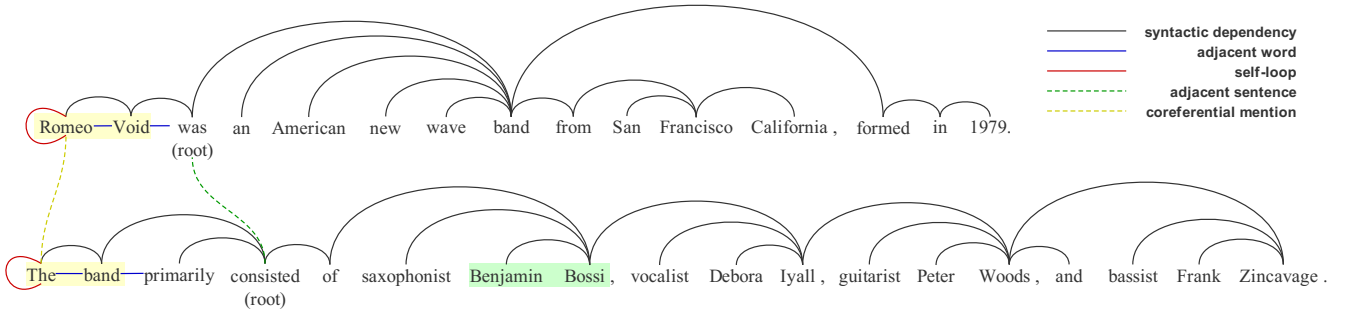 syntactic dependency
adjacent word
self-loop
adjacent sentence
coreferential mention
Romeo Void was an American new wave band from San Francisco California , formed in 1979.
(root)
The band primarily consisted of saxophonist Benjamin Bossi , vocalist Debora Iyall , guitarist Peter Woods , and bassist Frank Zincavage .
(root)